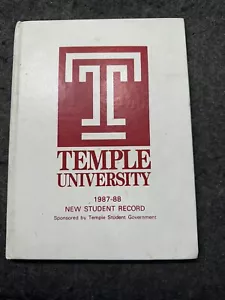 T
TEMPLE
UNIVERSITY
1987-88
NEW STUDENT RECORD
Sponsored by Temple Student Government